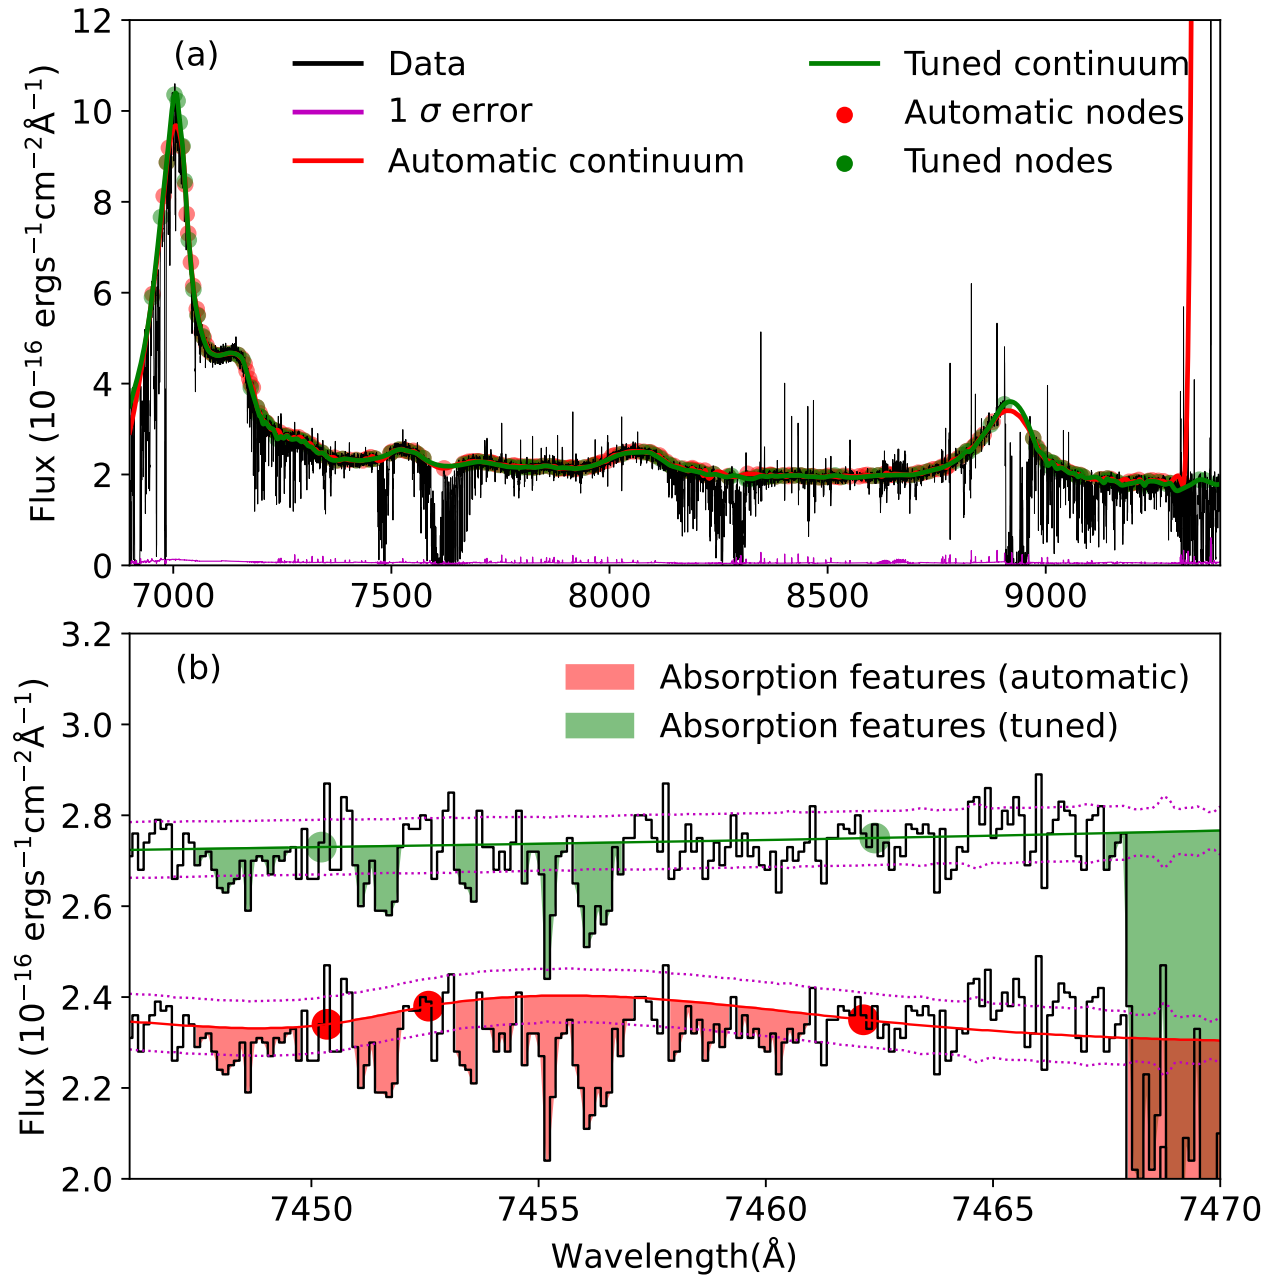 (a)
Data
1 σ error
Automatic continuum
Tuned continuum
Automatic nodes
Tuned nodes
Flux (10⁻¹⁶ ergs⁻¹cm⁻²Å⁻¹)
12
10
8
6
4
2
0
7000 7500 8000 8500 9000
(b)
Absorption features (automatic)
Absorption features (tuned)
Flux (10⁻¹⁶ ergs⁻¹cm⁻²Å⁻¹)
3.2
3.0
2.8
2.6
2.4
2.2
2.0
7450 7455 7460 7465 7470
Wavelength(Å)